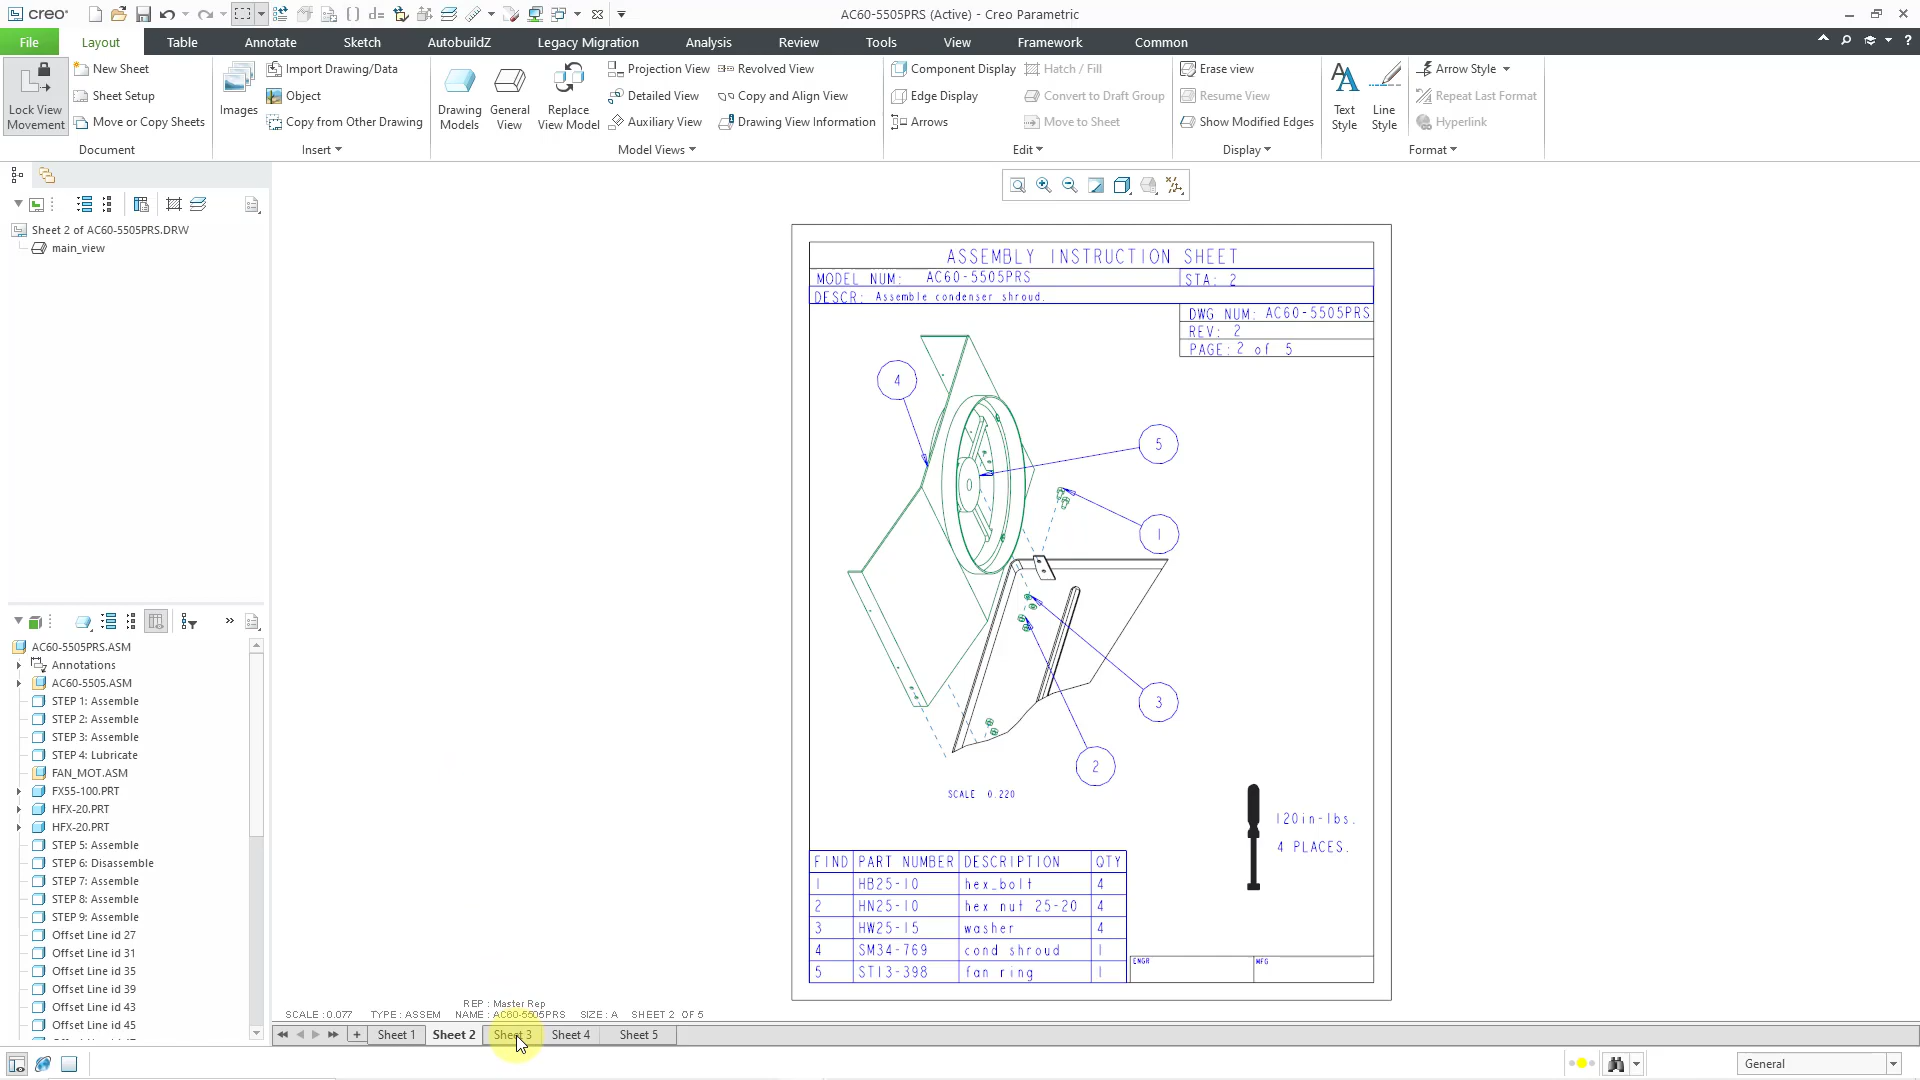 creo
AC60-5505PRS (Active) - Creo Parametric
File
Layout
Table
Annotate
Sketch
AutobuildZ
Legacy Migration
Analysis
Review
Tools
View
Framework
Common
Lock View Movement
New Sheet
Sheet Setup
Move or Copy Sheets
Document
Images
Import Drawing/Data
Object
Copy from Other Drawing
Insert
Drawing Models
General View
Replace View Model
Projection View
Detailed View
Auxiliary View
Revolved View
Copy and Align View
Drawing View Information
Model Views
Component Display
Edge Display
Arrows
Hatch / Fill
Convert to Draft Group
Move to Sheet
Edit
Erase view
Resume View
Show Modified Edges
Display
Text Style
Line Style
Arrow Style
Repeat Last Format
Hyperlink
Format
Sheet 2 of AC60-5505PRS.DRW
main_view
AC60-5505PRS.ASM
Annotations
AC60-5505.ASM
STEP 1: Assemble
STEP 2: Assemble
STEP 3: Assemble
STEP 4: Lubricate
FAN_MOT.ASM
FX55-100.PRT
HFX-20.PRT
HFX-20.PRT
STEP 5: Assemble
STEP 6: Disassemble
STEP 7: Assemble
STEP 8: Assemble
STEP 9: Assemble
Offset Line id 27
Offset Line id 31
Offset Line id 35
Offset Line id 39
Offset Line id 43
Offset Line id 45
ASSEMBLY INSTRUCTION SHEET
MODEL NUM: AC60-5505PRS
STA: 2
DESCR: Assemble condenser shroud.
DWG NUM: AC60-5505PRS
REV: 2
PAGE: 2 of 5
4
5
1
3
2
SCALE 0.220
120in-lbs.
4 PLACES.
FIND PART NUMBER DESCRIPTION QTY
1 HB25-10 hex_bolt 4
2 HN25-10 hex nut 25-20 4
3 HW25-15 washer 4
4 SM34-769 cond shroud 1
5 ST13-398 fan ring 1
ENGR
MFG
REP : Master Rep
SCALE :0.077 TYPE : ASSEM NAME : AC60-5505PRS SIZE : A SHEET 2 OF 5
Sheet 1
Sheet 2
Sheet 3
Sheet 4
Sheet 5
General